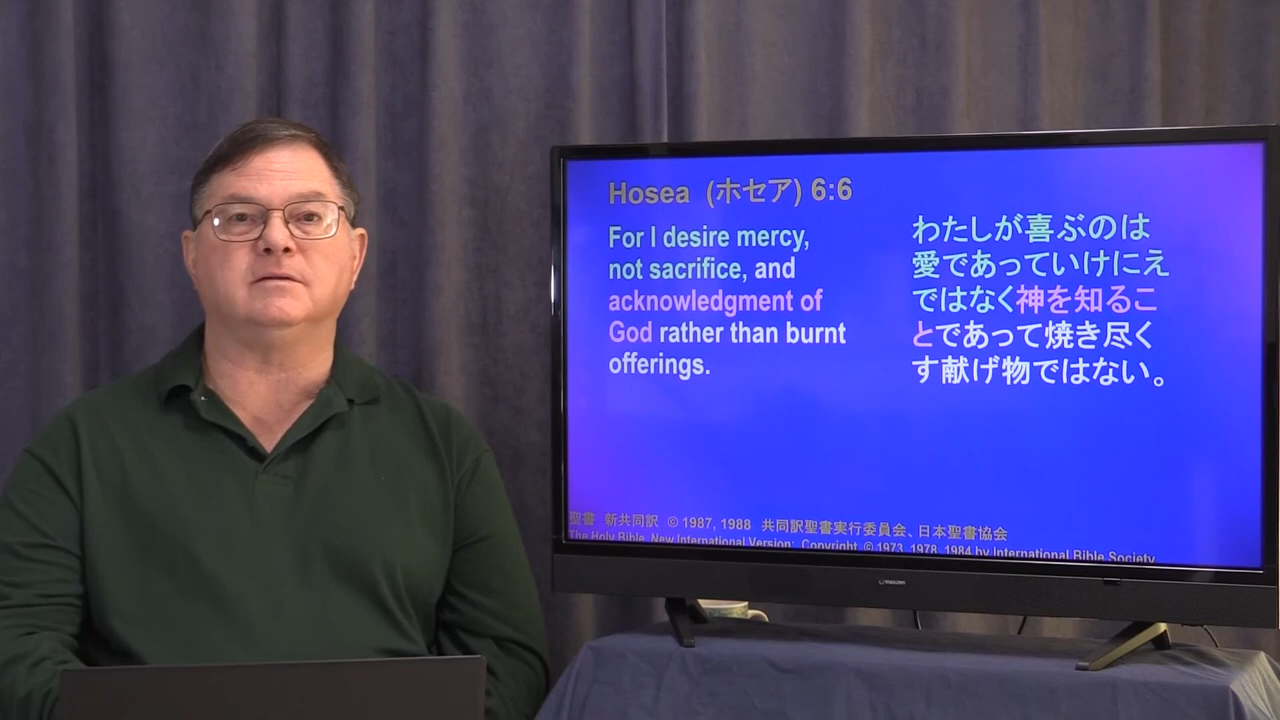 Hosea (ホセア) 6:6
For I desire mercy,
not sacrifice, and
acknowledgment of
God rather than burnt
offerings.
わたしが喜ぶのは
愛であっていけにえ
ではなく神を知るこ
とであって焼き尽く
す献げ物ではない。
聖書 新共同訳 © 1987, 1988 共同訳聖書実行委員会、日本聖書協会
The Holy Bible, New International Version: Copyright © 1973, 1978, 1984 by International Bible Society
maxzen